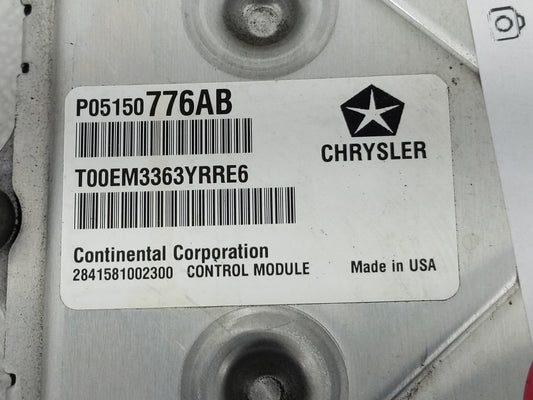 P05150776AB
CHRYSLER
T00EM3363YRRE6
Continental Corporation
2841581002300 CONTROL MODULE Made in USA